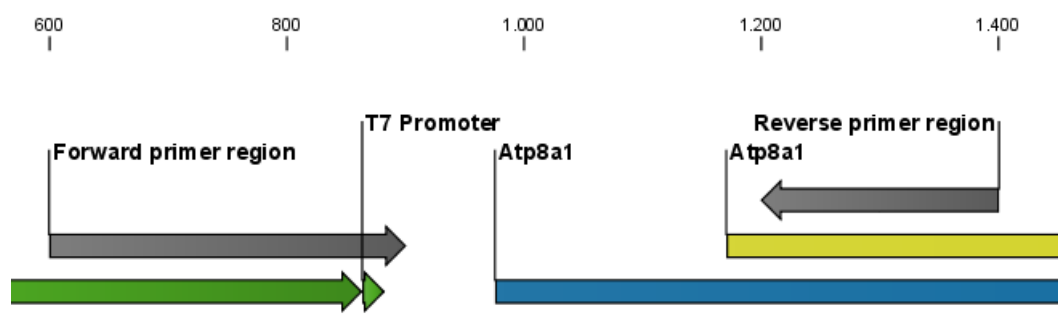 600 800 1.000 1.200 1.400
T7 Promoter Reverse primer region
Forward primer region Atp8a1 Atp8a1